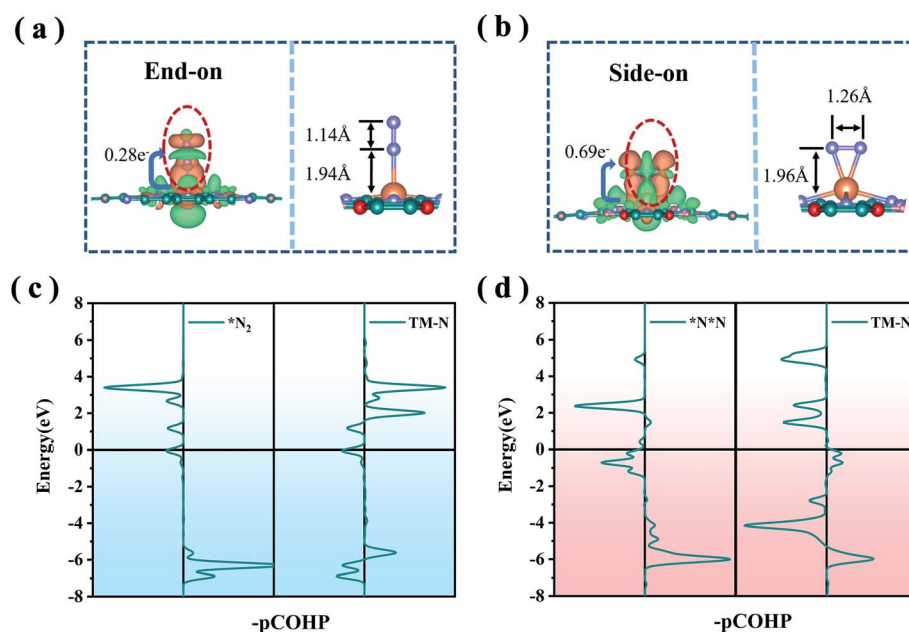 (a)
End-on
0.28e⁻
1.14Å
1.94Å
(b)
Side-on
0.69e⁻
1.26Å
1.96Å
(c)
Energy(eV)
8
6
4
2
0
-2
-4
-6
-8
*N₂
TM-N
-pCOHP
(d)
Energy(eV)
8
6
4
2
0
-2
-4
-6
-8
*N*N
TM-N
-pCOHP